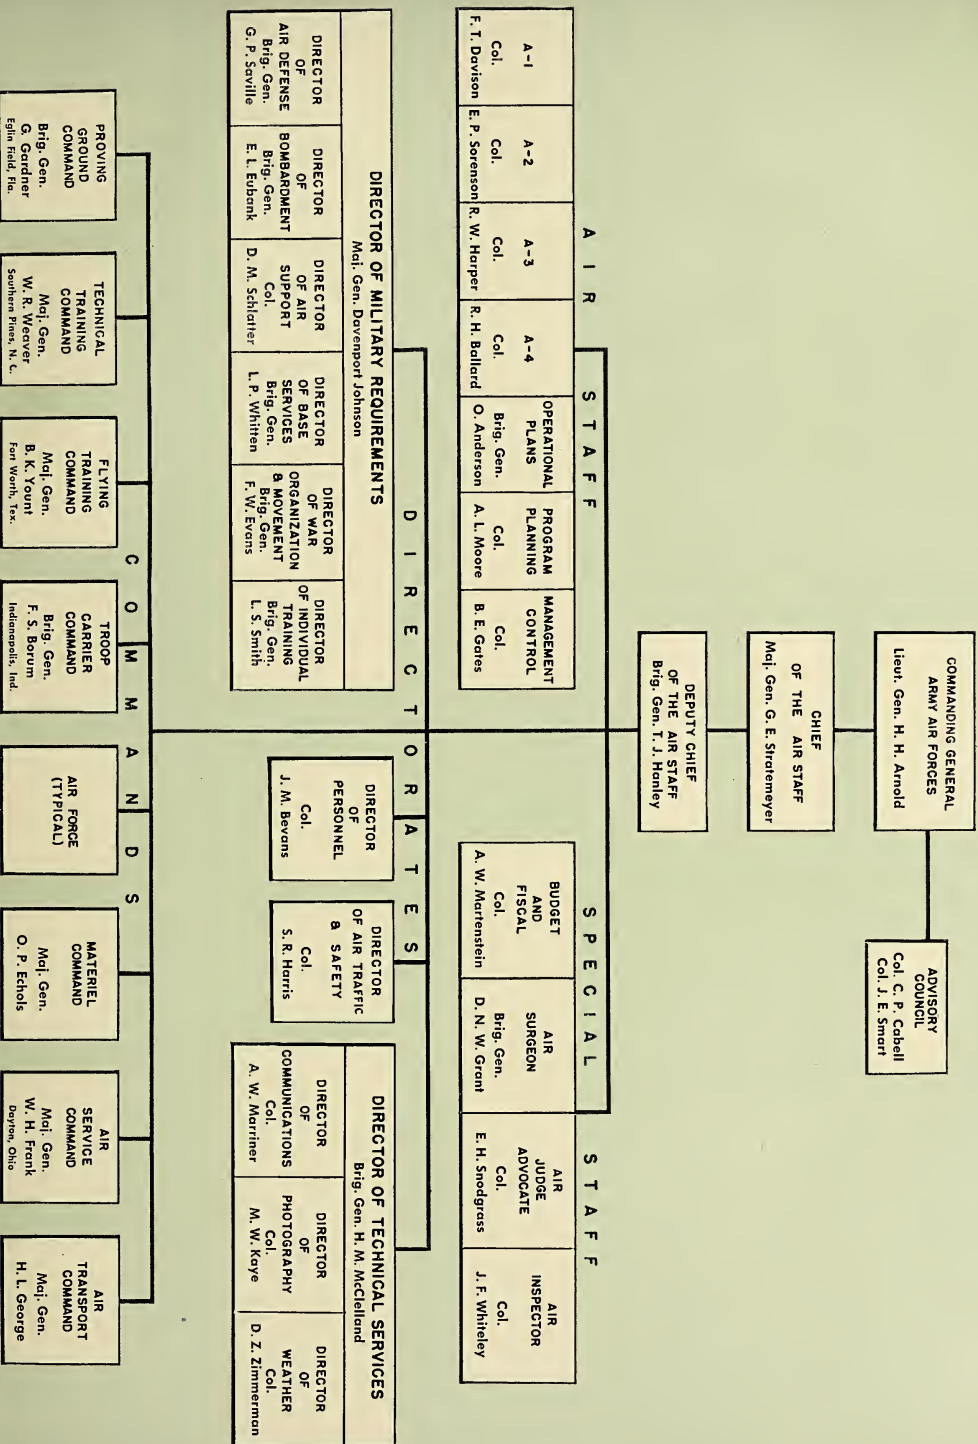 COMMANDING GENERAL
ARMY AIR FORCES
Lieut. Gen. H. H. Arnold
ADVISORY
COUNCIL
Col. C. P. Cabell
Col. J. E. Smart
CHIEF
OF THE AIR STAFF
Maj. Gen. G. E. Stratemeyer
DEPUTY CHIEF
OF THE AIR STAFF
Brig. Gen. T. J. Hanley
AIR STAFF
A-1
Col.
F. T. Davison
A-2
Col.
E. P. Sorenson
A-3
Col.
R. W. Harper
A-4
Col.
R. H. Ballard
OPERATIONAL
PLANS
Brig. Gen.
O. Anderson
PROGRAM
PLANNING
Col.
A. L. Moore
MANAGEMENT
CONTROL
Col.
B. E. Gates
SPECIAL STAFF
BUDGET
AND
FISCAL
Col.
A. W. Martenstein
AIR
SURGEON
Brig. Gen.
D. N. W. Grant
AIR
JUDGE
ADVOCATE
Col.
E. H. Snodgrass
AIR
INSPECTOR
Col.
J. F. Whiteley
DIRECTORATES
DIRECTOR OF MILITARY REQUIREMENTS
Maj. Gen. Davenport Johnson
DIRECTOR
OF
AIR DEFENSE
Brig. Gen.
G. P. Saville
DIRECTOR
OF
BOMBARDMENT
Brig. Gen.
E. L. Eubank
DIRECTOR
OF AIR
SUPPORT
Col.
D. M. Schlatter
DIRECTOR
OF BASE
SERVICES
Brig. Gen.
L. P. Whitten
DIRECTOR
OF WAR
ORGANIZATION
& MOVEMENT
Brig. Gen.
F. W. Evans
DIRECTOR
OF INDIVIDUAL
TRAINING
Brig. Gen.
L. S. Smith
DIRECTOR
OF
PERSONNEL
Col.
J. M. Bevans
DIRECTOR
OF AIR TRAFFIC
& SAFETY
Col.
S. R. Harris
DIRECTOR OF TECHNICAL SERVICES
Brig. Gen. H. M. McClelland
DIRECTOR
OF
COMMUNICATIONS
Col.
A. W. Marriner
DIRECTOR
OF
PHOTOGRAPHY
Col.
M. W. Kaye
DIRECTOR
OF
WEATHER
Col.
D. Z. Zimmerman
COMMANDS
PROVING
GROUND
COMMAND
Brig. Gen.
G. Gardner
Eglin Field, Fla.
TECHNICAL
TRAINING
COMMAND
Maj. Gen.
W. R. Weaver
Southern Pines, N. C.
FLYING
TRAINING
COMMAND
Maj. Gen.
B. K. Yount
Fort Worth, Tex.
TROOP
CARRIER
COMMAND
Brig. Gen.
F. S. Borum
Indianapolis, Ind.
AIR FORCE
(TYPICAL)
MATERIEL
COMMAND
Maj. Gen.
O. P. Echols
AIR
SERVICE
COMMAND
Maj. Gen.
W. H. Frank
Dayton, Ohio
AIR
TRANSPORT
COMMAND
Maj. Gen.
H. L. George